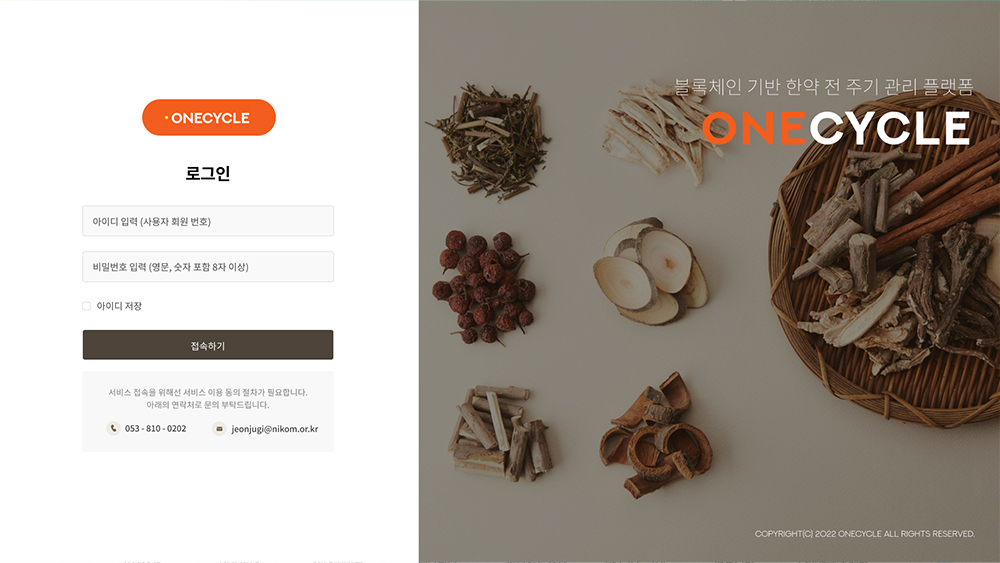 ONECYCLE
로그인
아이디 입력 (사용자 회원 번호)
비밀번호 입력 (영문, 숫자 포함 8자 이상)
아이디 저장
접속하기
서비스 접속을 위해선 서비스 이용 동의 절차가 필요합니다.
아래의 연락처로 문의 부탁드립니다.
053 - 810 - 0202
jeonjugi@nikom.or.kr
블록체인 기반 한약 전 주기 관리 플랫폼
ONECYCLE
COPYRIGHT(C) 2022 ONECYCLE ALL RIGHTS RESERVED.